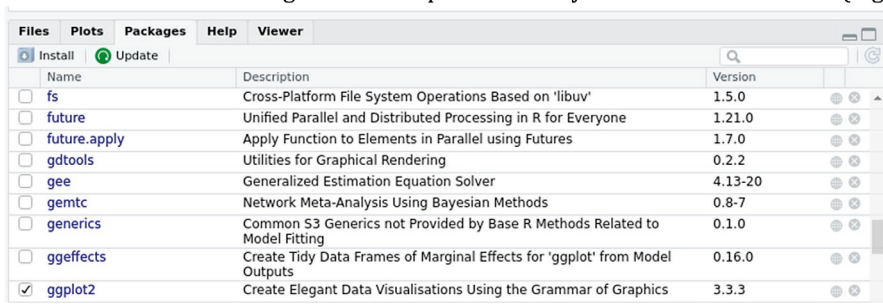 Files Plots Packages Help Viewer
Install Update
Name Description Version
fs Cross-Platform File System Operations Based on 'libuv' 1.5.0
future Unified Parallel and Distributed Processing in R for Everyone 1.21.0
future.apply Apply Function to Elements in Parallel using Futures 1.7.0
gdtools Utilities for Graphical Rendering 0.2.2
gee Generalized Estimation Equation Solver 4.13-20
gemtc Network Meta-Analysis Using Bayesian Methods 0.8-7
generics Common S3 Generics not Provided by Base R Methods Related to 0.1.0
Model Fitting
ggeffects Create Tidy Data Frames of Marginal Effects for 'ggplot' from Model 0.16.0
Outputs
ggplot2 Create Elegant Data Visualisations Using the Grammar of Graphics 3.3.3